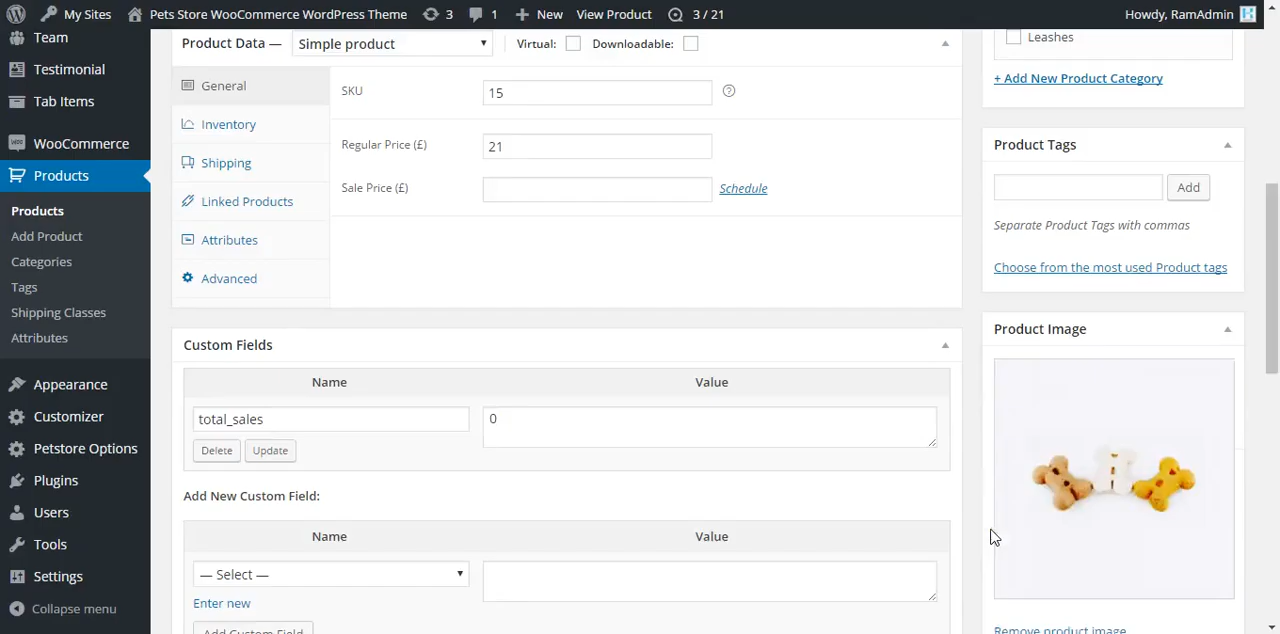 My Sites Pets Store WooCommerce WordPress Theme 3 1 New View Product 3 / 21 Howdy, RamAdmin
Team
Testimonial
Tab Items
WooCommerce
Products
Products
Add Product
Categories
Tags
Shipping Classes
Attributes
Appearance
Customizer
Petstore Options
Plugins
Users
Tools
Settings
Collapse menu
Product Data — Simple product Virtual: Downloadable:
General
Inventory
Shipping
Linked Products
Attributes
Advanced
SKU 15
Regular Price (£) 21
Sale Price (£) Schedule
Custom Fields
Name Value
total_sales 0
Delete Update
Add New Custom Field:
Name Value
— Select —
Enter new
Add Custom Field
Leashes
+ Add New Product Category
Product Tags
Add
Separate Product Tags with commas
Choose from the most used Product tags
Product Image
Remove product image